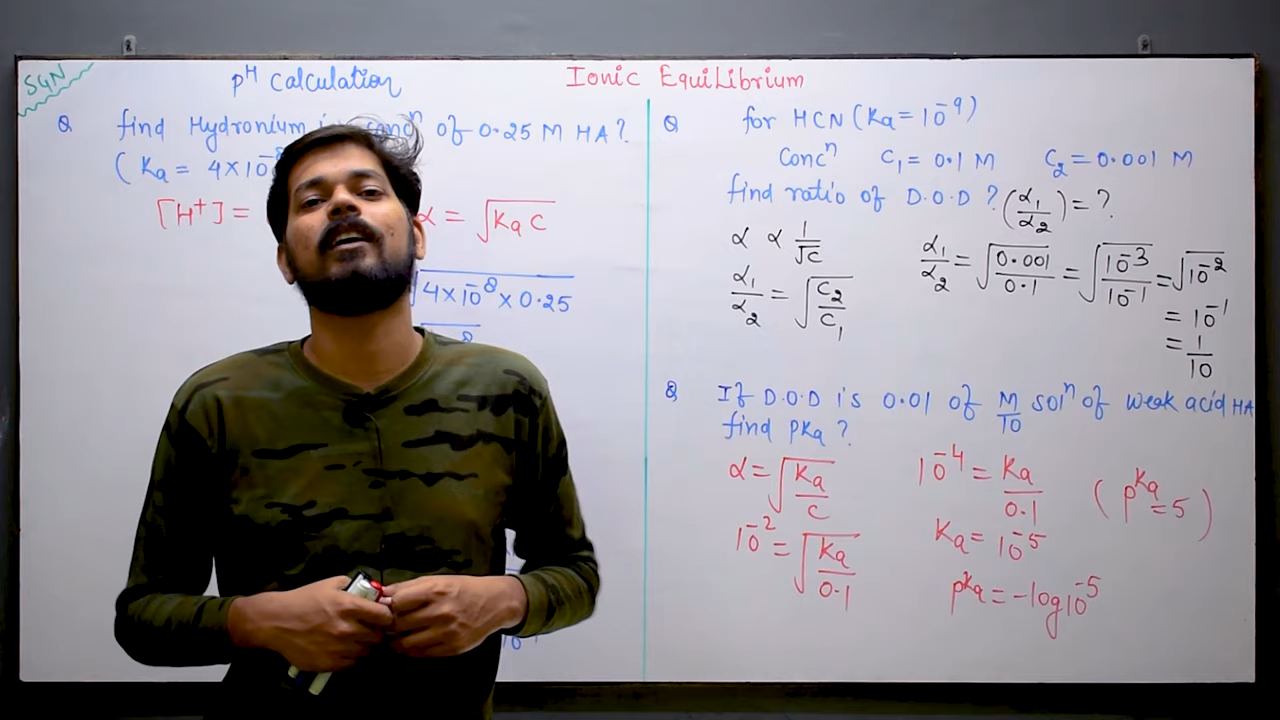 SGN
pH Calculation
Ionic Equilibrium
Q find Hydronium concⁿ of 0.25 M HA?
(Ka = 4×10⁻⁸
[H⁺] =
α = √KaC
√4×10⁻⁸×0.25
8
Q for HCN (Ka = 10⁻⁹)
Concⁿ C₁ = 0.1 M C₂ = 0.001 M
find ratio of D.O.D ? (α₁/α₂) = ?
α ∝ 1/√C
α₁/α₂ = √C₂/C₁
α₁/α₂ = √0.001/0.1 = √10⁻³/10⁻¹ = √10⁻²
= 10⁻¹
= 1/10
Q If D.O.D is 0.01 of M/10 solⁿ of weak acid HA
find PKa ?
α = √Ka/C
10⁻² = √Ka/0.1
10⁻⁴ = Ka/0.1
Ka = 10⁻⁵
pKa = -log10⁻⁵
(pKa = 5)